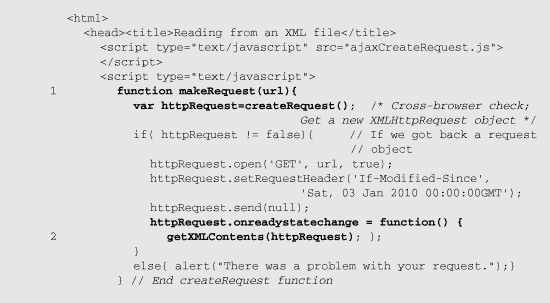 <html>
<head><title>Reading from an XML file</title>
<script type="text/javascript" src="ajaxCreateRequest.js">
</script>
<script type="text/javascript">
1 function makeRequest(url){
var httpRequest=createRequest(); /* Cross-browser check;
Get a new XMLHttpRequest object */
if( httpRequest != false){ // If we got back a request
// object
httpRequest.open('GET', url, true);
httpRequest.setRequestHeader('If-Modified-Since',
'Sat, 03 Jan 2010 00:00:00GMT');
httpRequest.send(null);
httpRequest.onreadystatechange = function() {
2 getXMLContents(httpRequest); };
}
else{ alert("There was a problem with your request.");}
} // End createRequest function